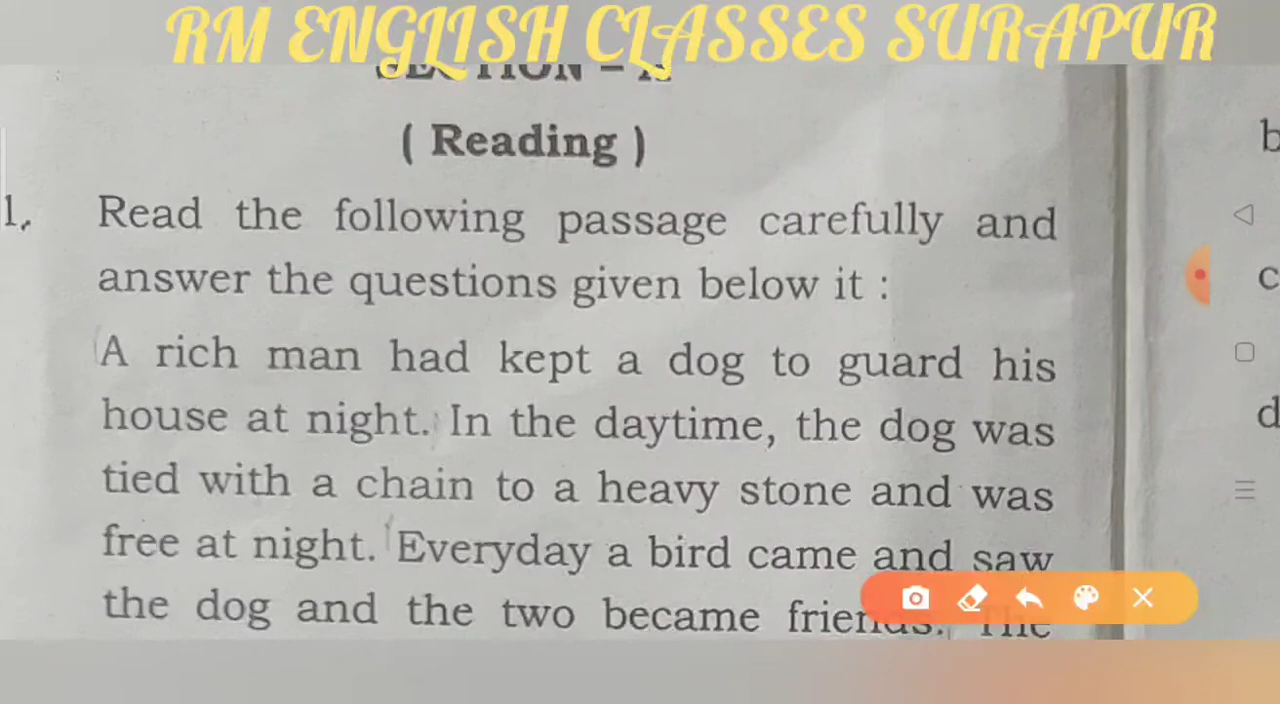 RM ENGLISH CLASSES SURAPUR
SECTION – A
( Reading )
1. Read the following passage carefully and
answer the questions given below it :
A rich man had kept a dog to guard his
house at night. In the daytime, the dog was
tied with a chain to a heavy stone and was
free at night. Everyday a bird came and saw
the dog and the two became friends. The
b
c
d